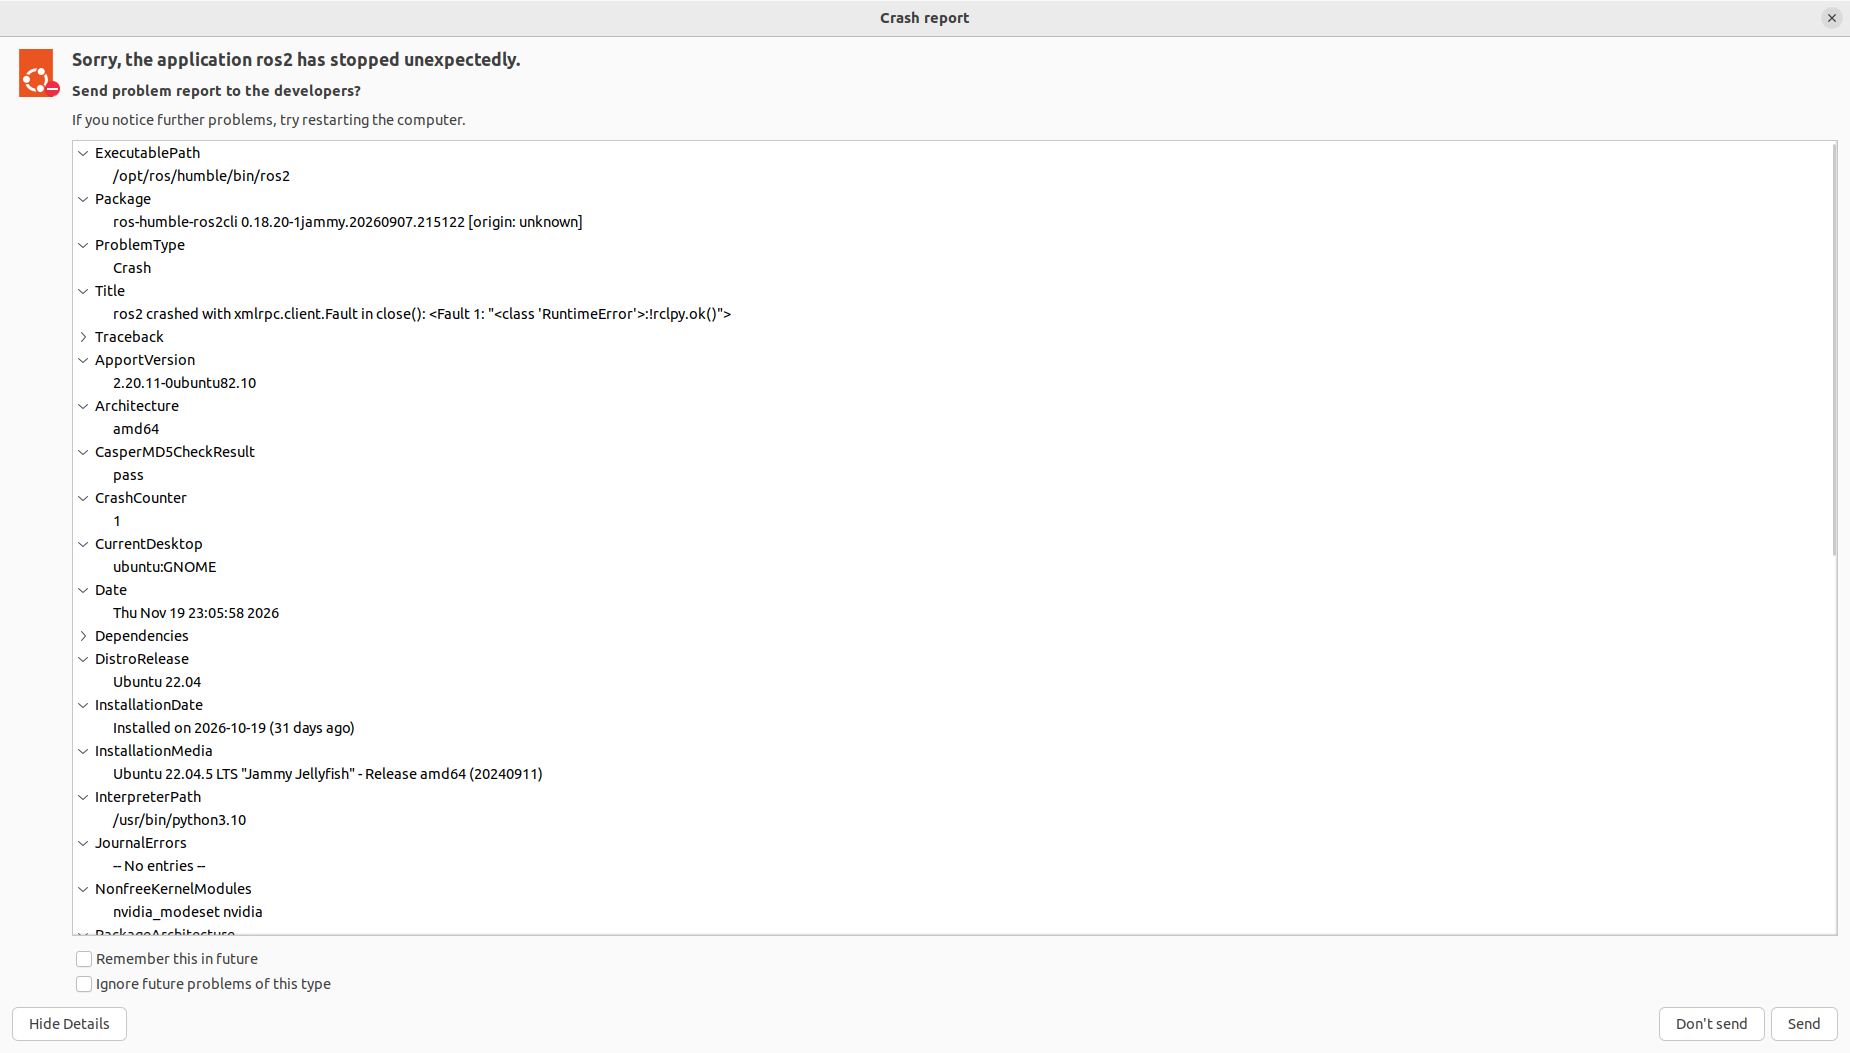 Crash report
Sorry, the application ros2 has stopped unexpectedly.
Send problem report to the developers?
If you notice further problems, try restarting the computer.
ExecutablePath
/opt/ros/humble/bin/ros2
Package
ros-humble-ros2cli 0.18.20-1jammy.20260907.215122 [origin: unknown]
ProblemType
Crash
Title
ros2 crashed with xmlrpc.client.Fault in close(): <Fault 1: "<class 'RuntimeError'>:!rclpy.ok()">
Traceback
ApportVersion
2.20.11-0ubuntu82.10
Architecture
amd64
CasperMD5CheckResult
pass
CrashCounter
1
CurrentDesktop
ubuntu:GNOME
Date
Thu Nov 19 23:05:58 2026
Dependencies
DistroRelease
Ubuntu 22.04
InstallationDate
Installed on 2026-10-19 (31 days ago)
InstallationMedia
Ubuntu 22.04.5 LTS "Jammy Jellyfish" - Release amd64 (20240911)
InterpreterPath
/usr/bin/python3.10
JournalErrors
-- No entries --
NonfreeKernelModules
nvidia_modeset nvidia
PackageArchitecture
Remember this in future
Ignore future problems of this type
Hide Details
Don't send
Send